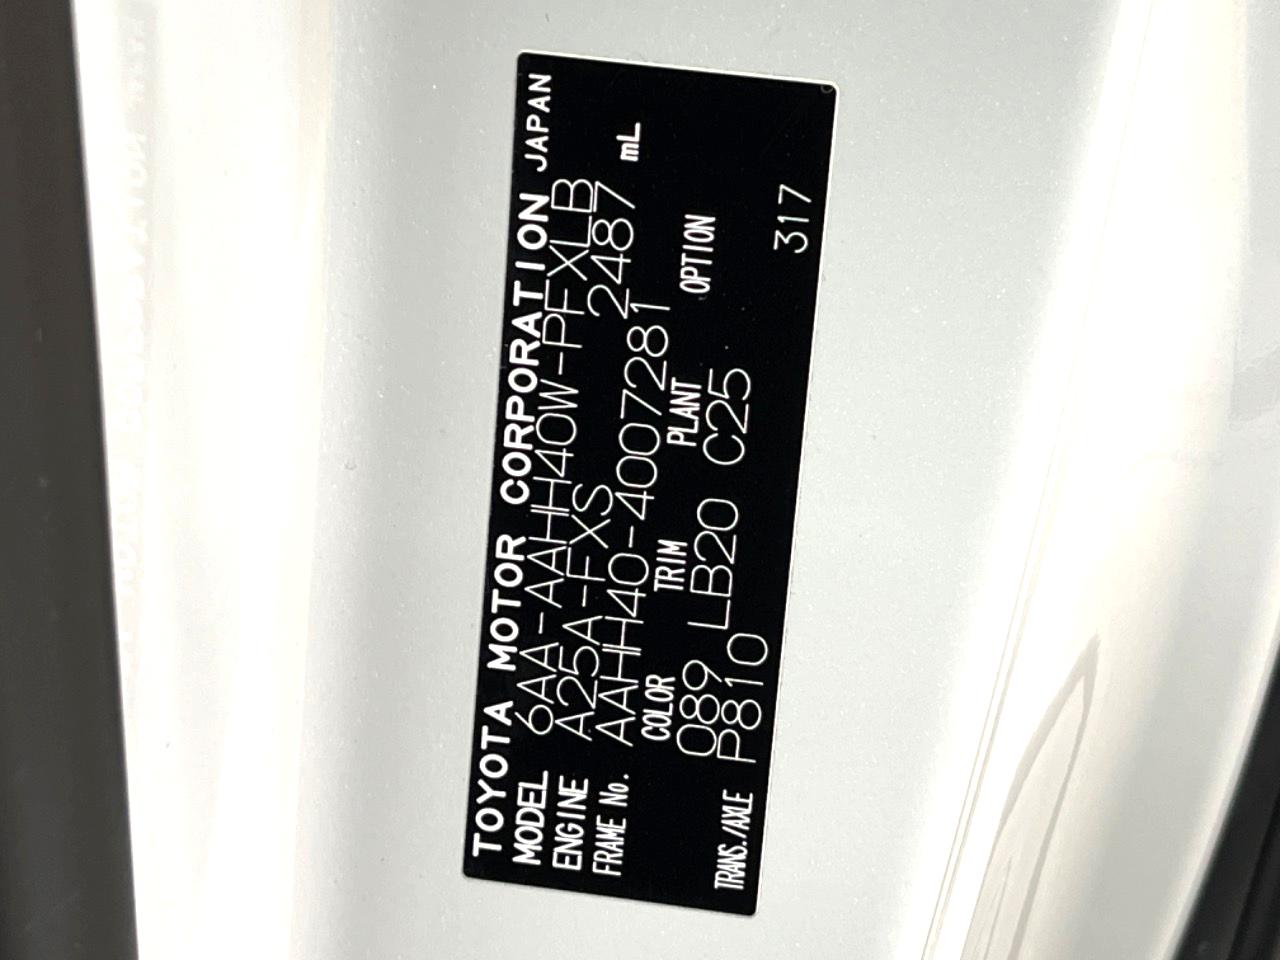 TOYOTA MOTOR CORPORATION JAPAN
MODEL 6AA-AAHH40W-PFXLB
ENGINE A25A-FXS 2487 mL
FRAME No. AAHH40-4007281
COLOR TRIM PLANT OPTION
089 LB20 C25
TRANS./AXLE P810 317